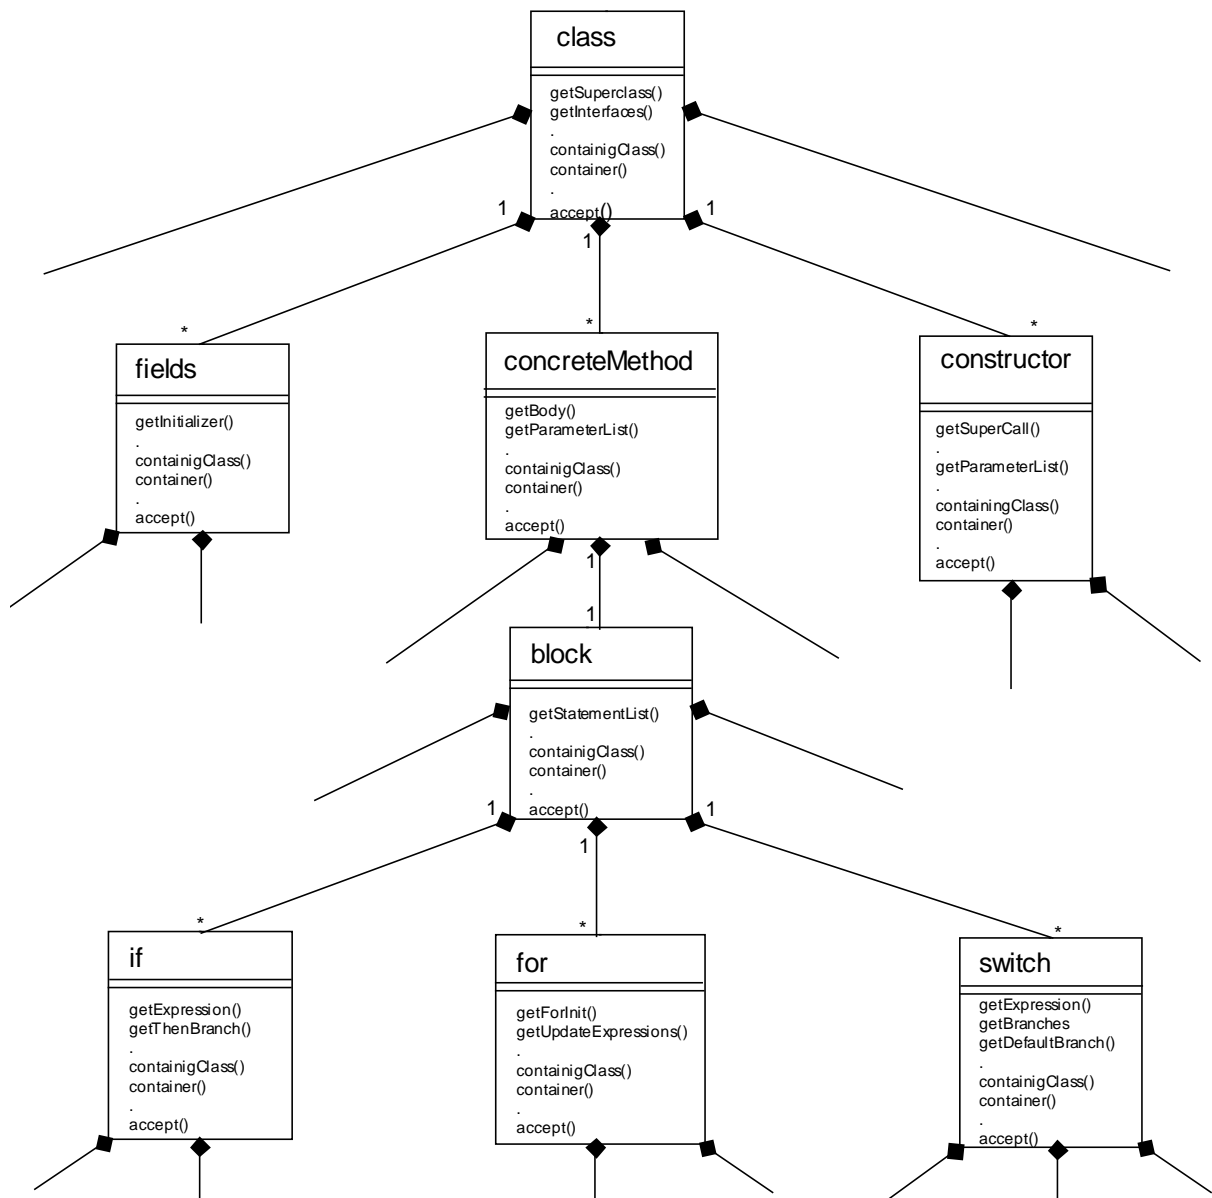 class
getSuperclass()
getInterfaces()
.
containigClass()
container()
.
accept()
1
1
1
*
*
*
fields
getInitializer()
.
containigClass()
container()
.
accept()
concreteMethod
getBody()
getParameterList()
.
containigClass()
container()
.
accept()
constructor
getSuperCall()
.
getParameterList()
.
containingClass()
container()
.
accept()
1
1
block
getStatementList()
.
containigClass()
container()
.
accept()
1
1
1
*
*
*
if
getExpression()
getThenBranch()
.
containigClass()
container()
.
accept()
for
getForInit()
getUpdateExpressions()
.
containigClass()
container()
.
accept()
switch
getExpression()
getBranches
getDefaultBranch()
.
containigClass()
container()
.
accept()